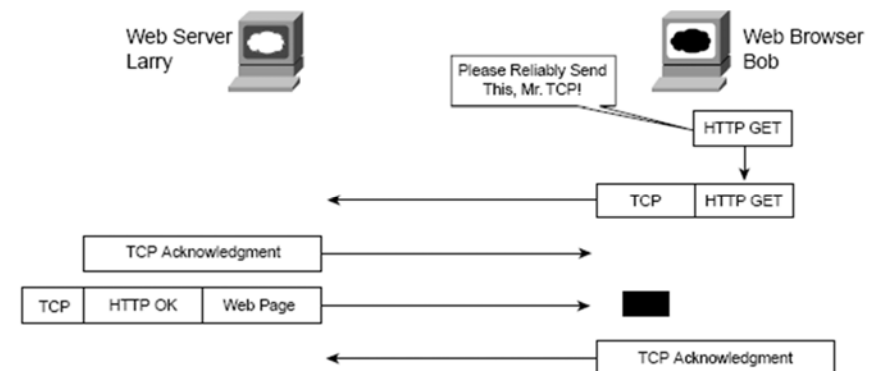 Web Server
Larry
Web Browser
Bob
Please Reliably Send
This, Mr. TCP!
HTTP GET
TCP HTTP GET
TCP Acknowledgment
TCP HTTP OK Web Page
TCP Acknowledgment